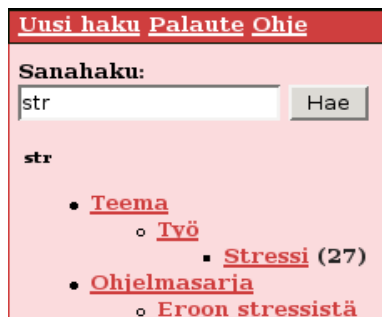 Uusi haku Palaute Ohje
Sanahaku:
str Hae
str
Teema
Työ
Stressi (27)
Ohjelmasarja
Eroon stressistä